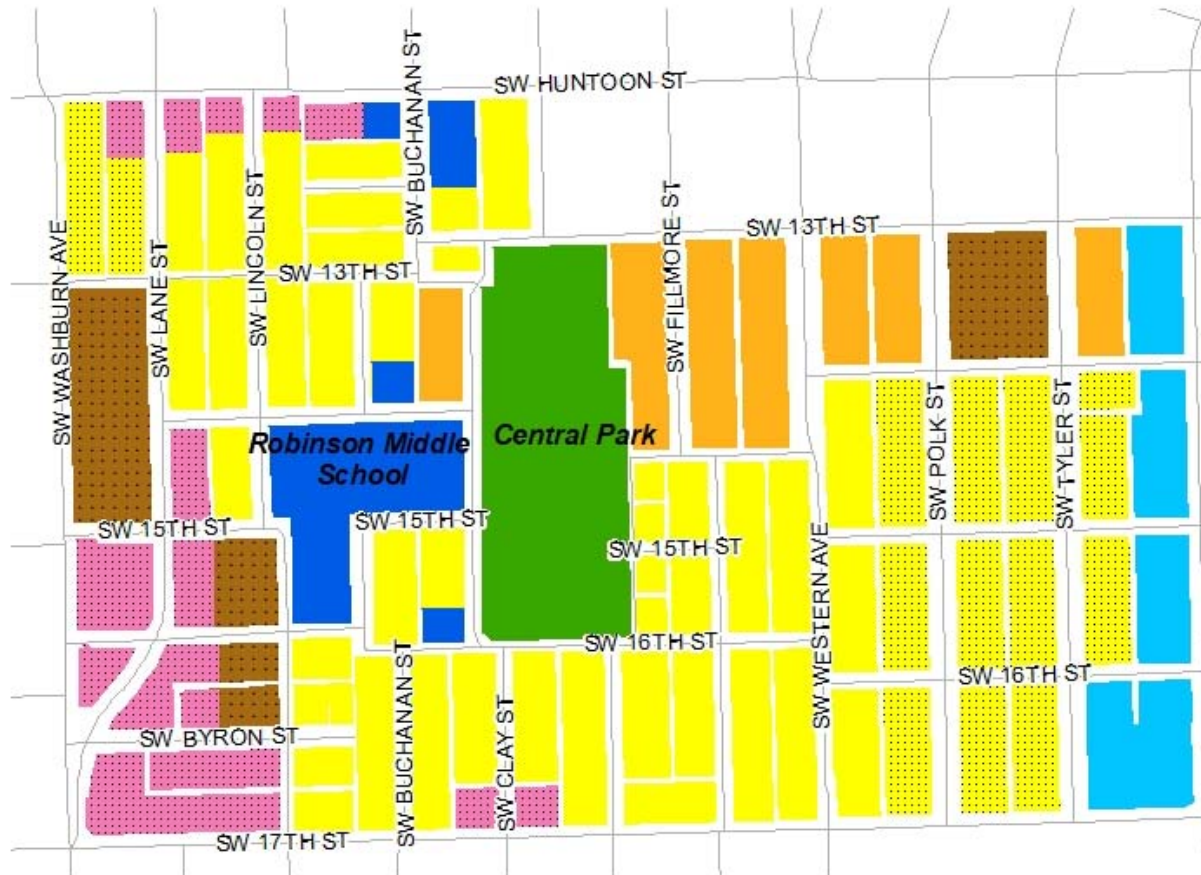 SW HUNTOON ST
SW BUCHANAN ST
SW WASHBURN AVE
SW LANE ST
SW LINCOLN ST
SW 13TH ST
SW FILLMORE ST
SW 13TH ST
Robinson Middle
School
Central Park
SW POLK ST
SW TYLER ST
SW 15TH ST
SW 15TH ST
SW 15TH ST
SW WESTERN AVE
SW 16TH ST
SW 16TH ST
SW BYRON ST
SW BUCHANAN ST
SW CLAY ST
SW 17TH ST